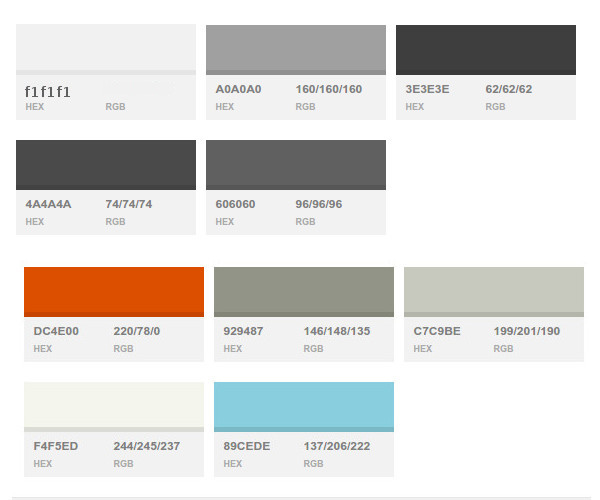 f1f1f1
HEX RGB
A0A0A0 160/160/160
HEX RGB
3E3E3E 62/62/62
HEX RGB
4A4A4A 74/74/74
HEX RGB
606060 96/96/96
HEX RGB
DC4E00 220/78/0
HEX RGB
929487 146/148/135
HEX RGB
C7C9BE 199/201/190
HEX RGB
F4F5ED 244/245/237
HEX RGB
89CEDE 137/206/222
HEX RGB